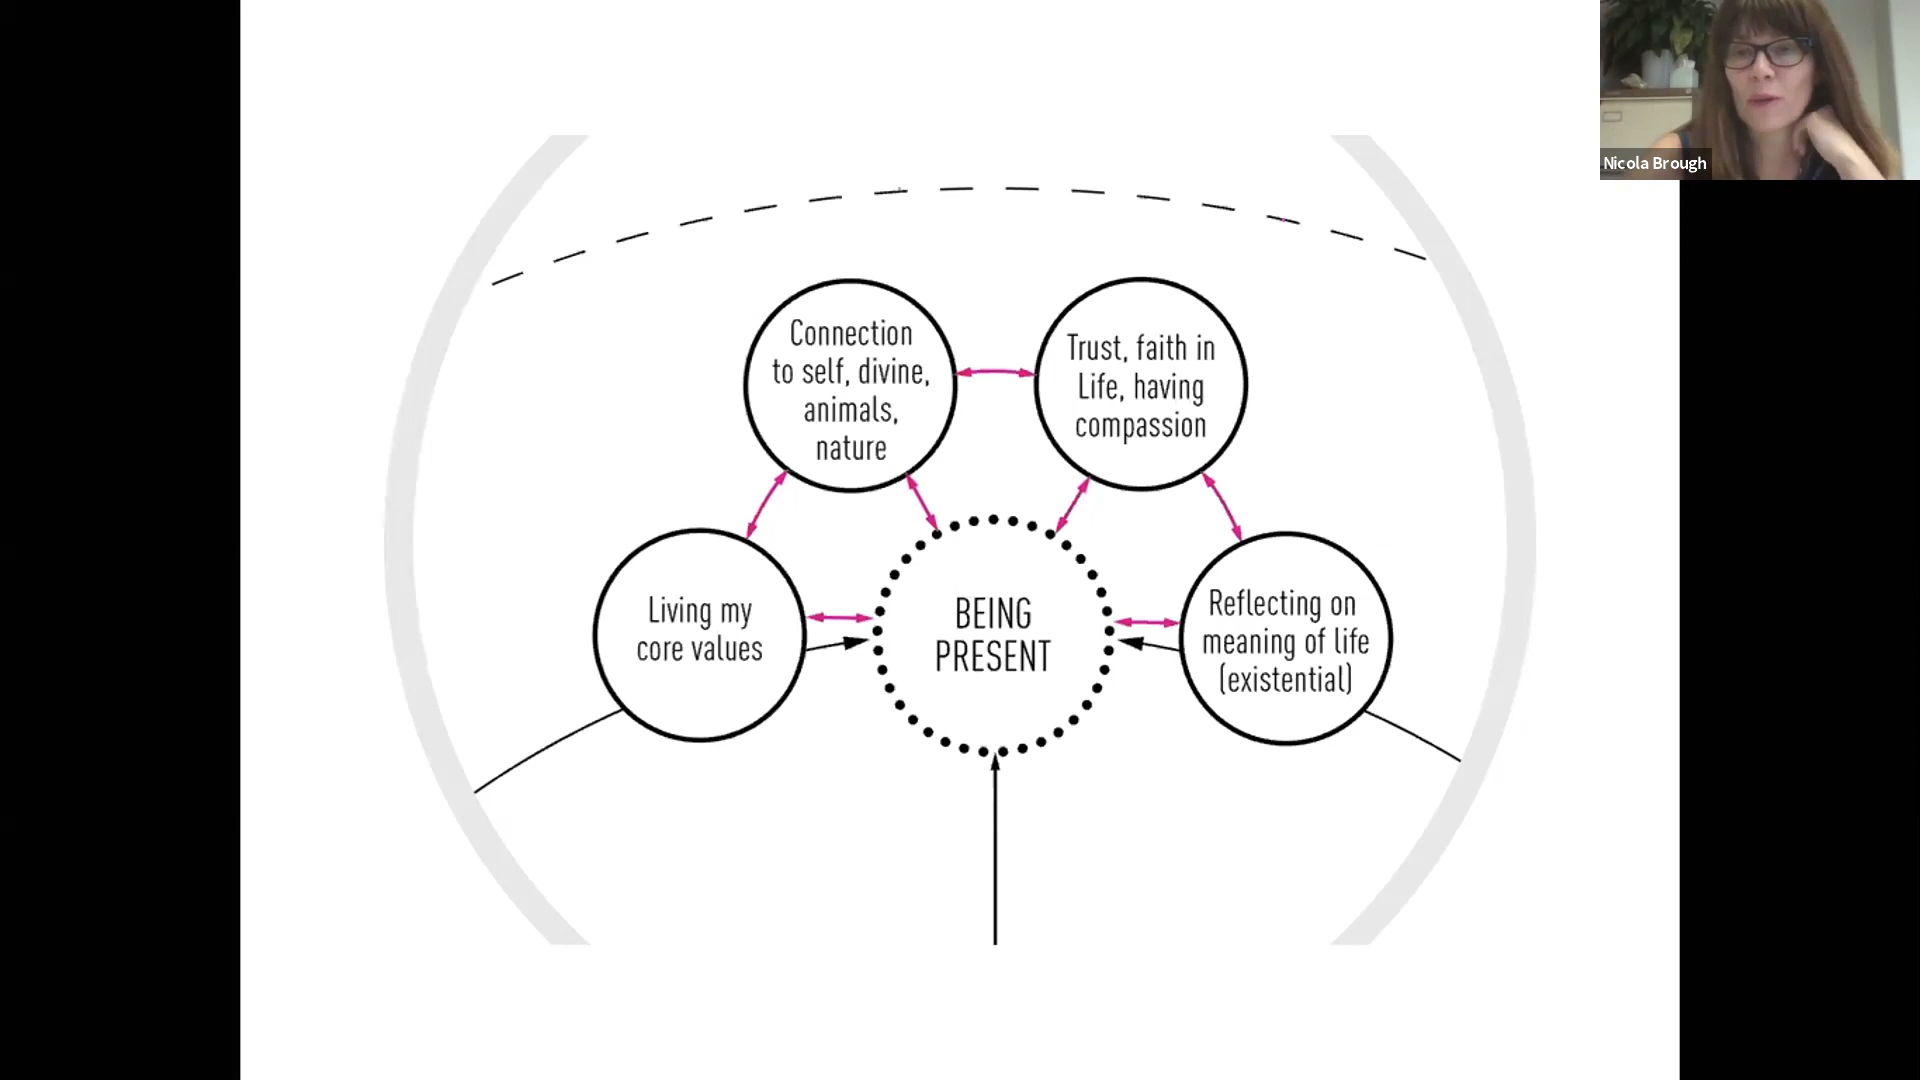 Nicola Brough
Connection
to self, divine,
animals,
nature
Trust, faith in
Life, having
compassion
Living my
core values
BEING
PRESENT
Reflecting on
meaning of life
(existential)